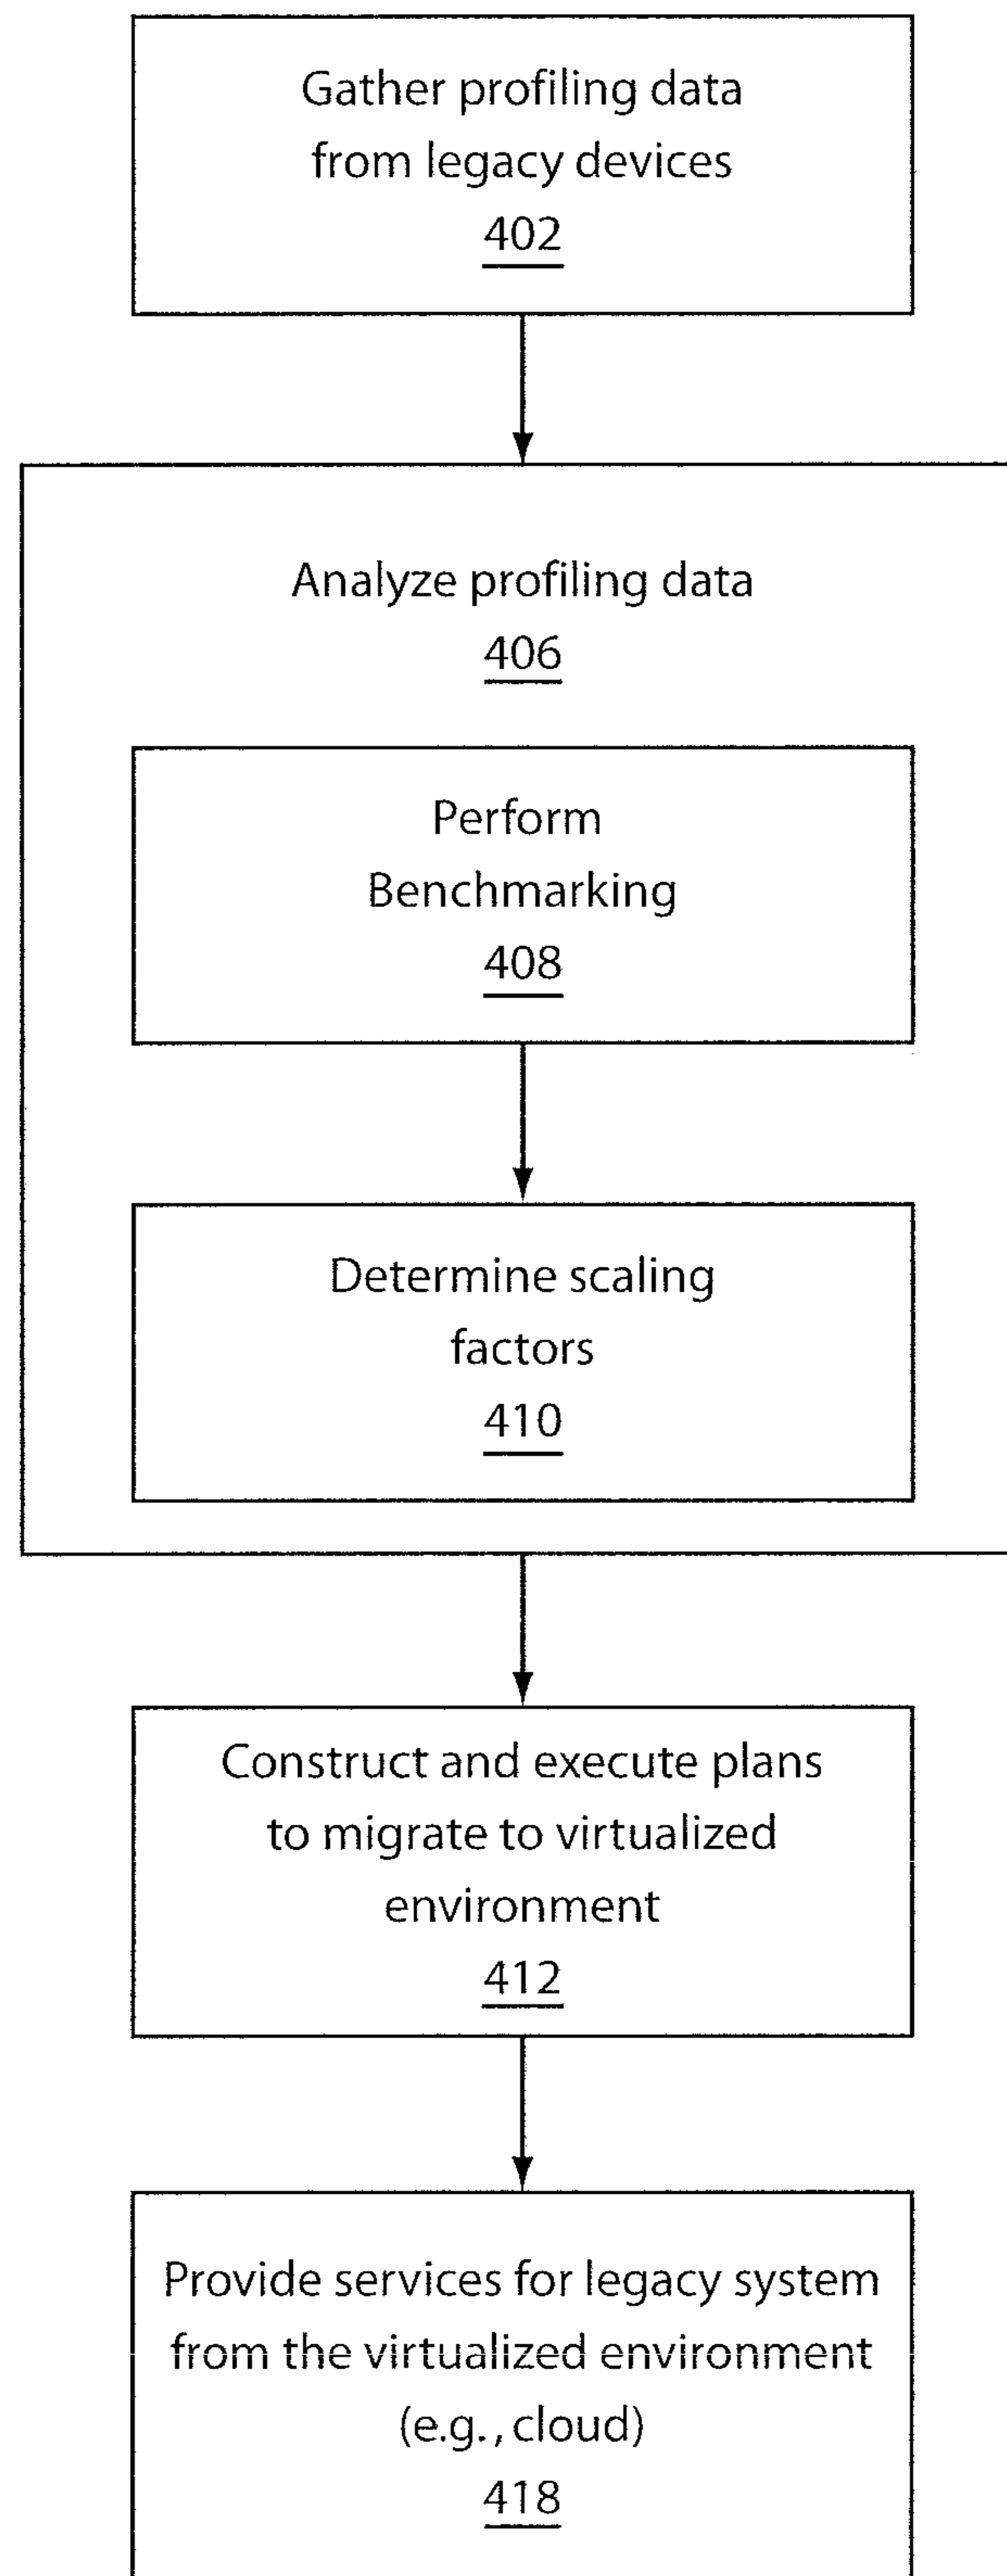 Gather profiling data
from legacy devices
402
Analyze profiling data
406
Perform
Benchmarking
408
Determine scaling
factors
410
Construct and execute plans
to migrate to virtualized
environment
412
Provide services for legacy system
from the virtualized environment
(e.g., cloud)
418